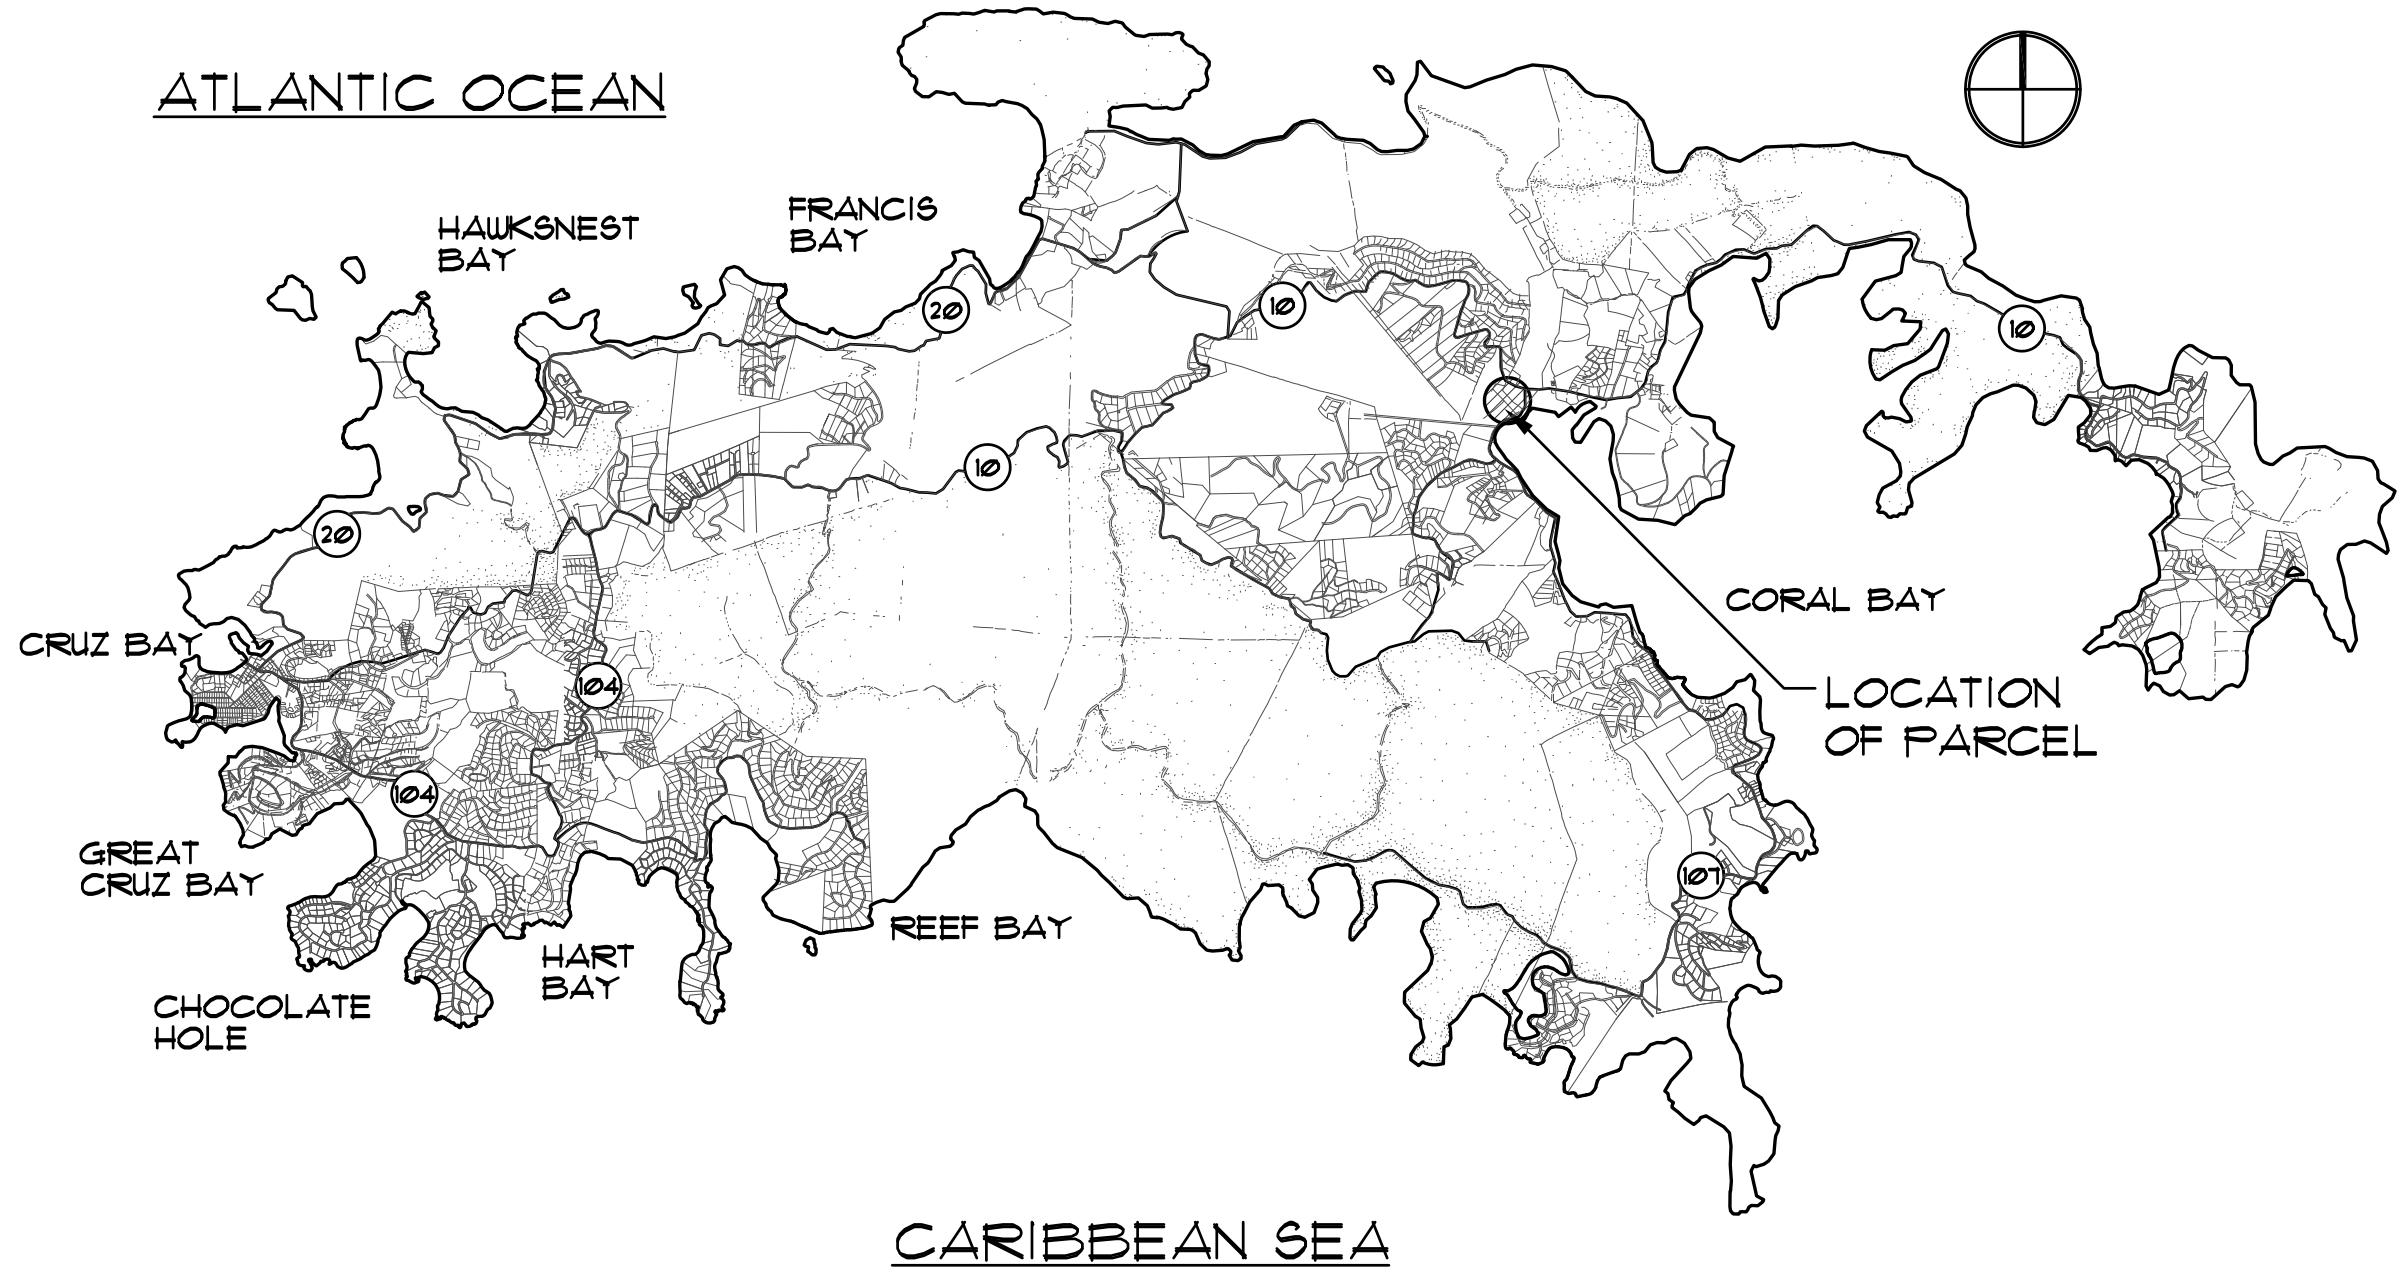 ATLANTIC OCEAN
HAWKSNEST
BAY
FRANCIS
BAY
20
10
10
10
20
CRUZ BAY
104
104
CORAL BAY
LOCATION
OF PARCEL
GREAT
CRUZ BAY
107
REEF BAY
HART
BAY
CHOCOLATE
HOLE
CARIBBEAN SEA